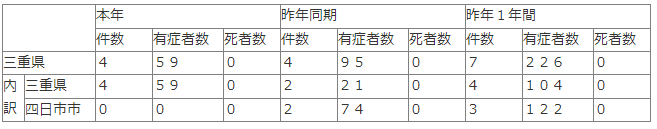 本年 昨年同期 昨年１年間
件数 有症者数 死者数 件数 有症者数 死者数 件数 有症者数 死者数
三重県 ４ ５９ ０ ４ ９５ ０ ７ ２２６ ０
内訳 三重県 ４ ５９ ０ ２ ２１ ０ ４ １０４ ０
四日市市 ０ ０ ０ ２ ７４ ０ ３ １２２ ０